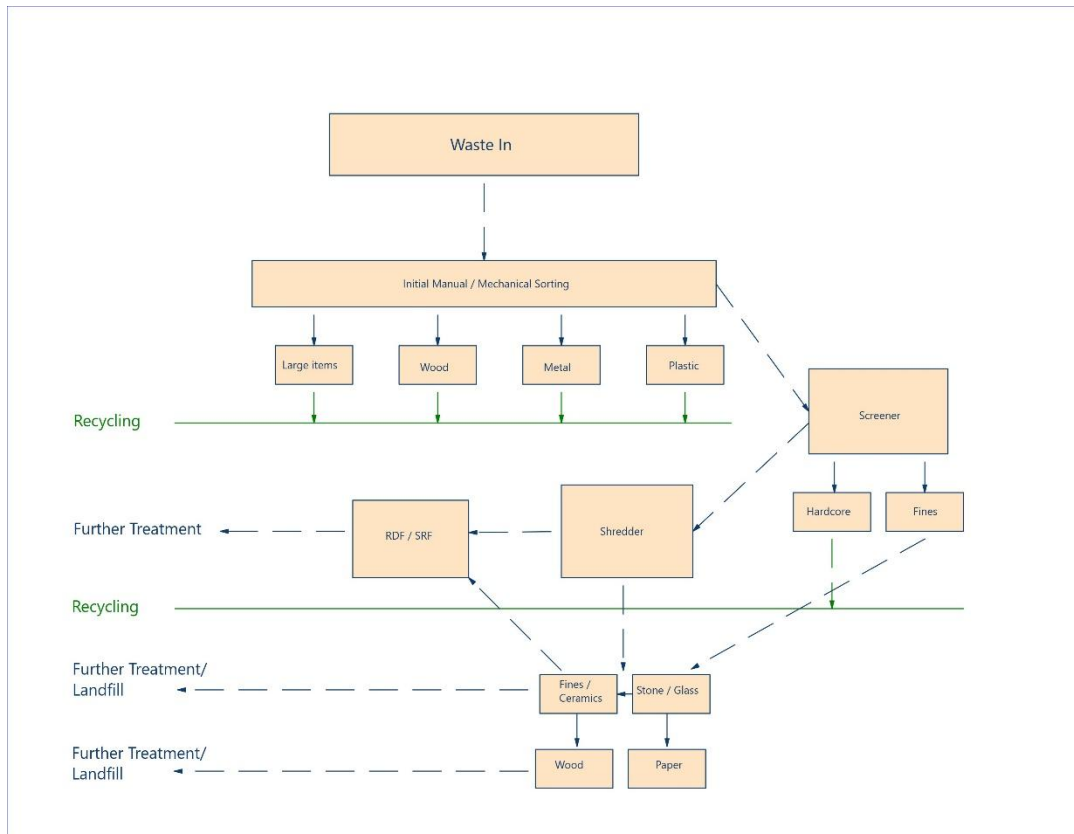 Waste In
Initial Manual / Mechanical Sorting
Large items
Wood
Metal
Plastic
Recycling
Screener
Hardcore
Fines
Further Treatment
RDF / SRF
Shredder
Recycling
Further Treatment/
Landfill
Fines /
Ceramics
Stone / Glass
Further Treatment/
Landfill
Wood
Paper